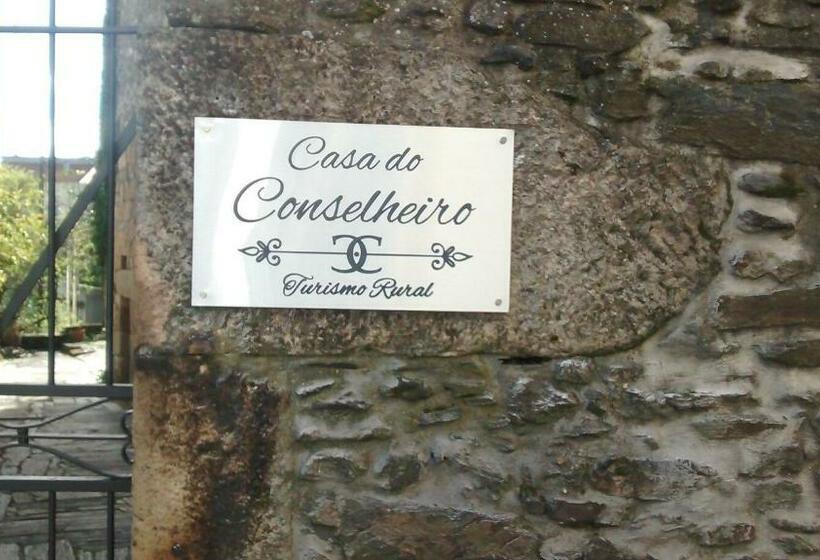 Casa do
Conselheiro
Turismo Rural